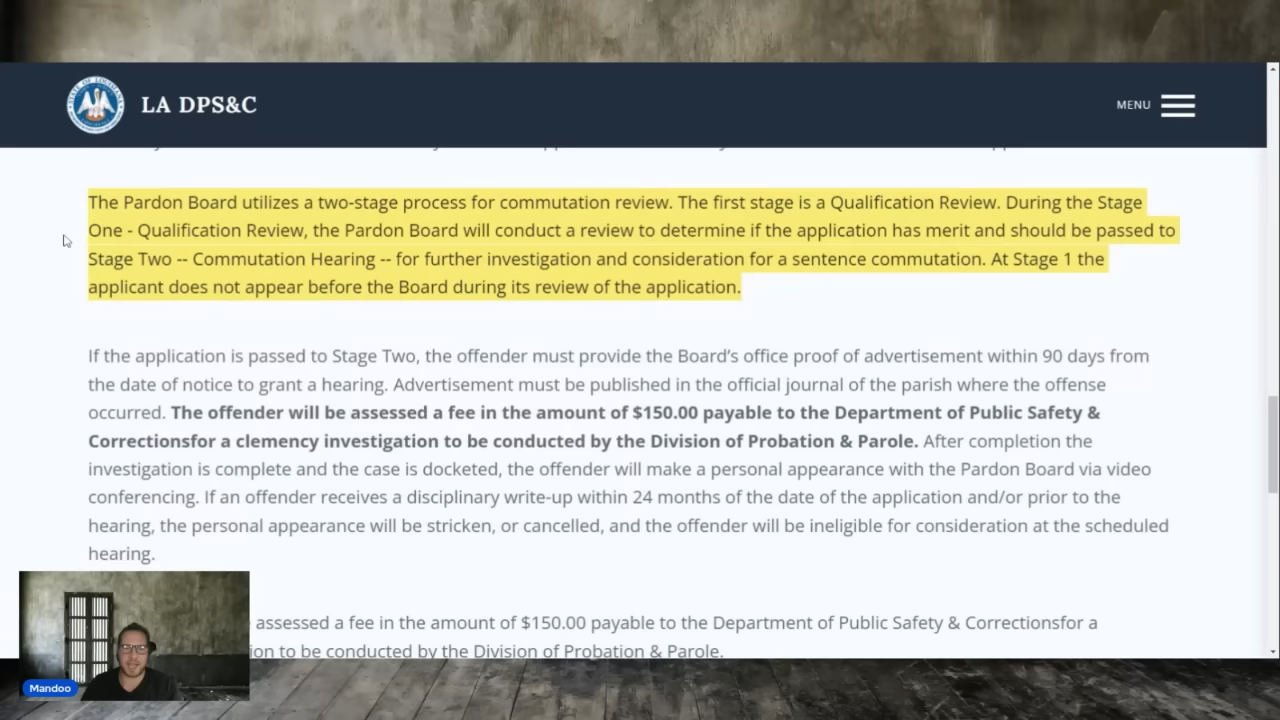 LA DPS&C
MENU
The Pardon Board utilizes a two-stage process for commutation review. The first stage is a Qualification Review. During the Stage
One - Qualification Review, the Pardon Board will conduct a review to determine if the application has merit and should be passed to
Stage Two -- Commutation Hearing -- for further investigation and consideration for a sentence commutation. At Stage 1 the
applicant does not appear before the Board during its review of the application.
If the application is passed to Stage Two, the offender must provide the Board’s office proof of advertisement within 90 days from
the date of notice to grant a hearing. Advertisement must be published in the official journal of the parish where the offense
occurred. The offender will be assessed a fee in the amount of $150.00 payable to the Department of Public Safety &
Correctionsfor a clemency investigation to be conducted by the Division of Probation & Parole. After completion the
investigation is complete and the case is docketed, the offender will make a personal appearance with the Pardon Board via video
conferencing. If an offender receives a disciplinary write-up within 24 months of the date of the application and/or prior to the
hearing, the personal appearance will be stricken, or cancelled, and the offender will be ineligible for consideration at the scheduled
hearing.
assessed a fee in the amount of $150.00 payable to the Department of Public Safety & Correctionsfor a
ion to be conducted by the Division of Probation & Parole.
Mandoo